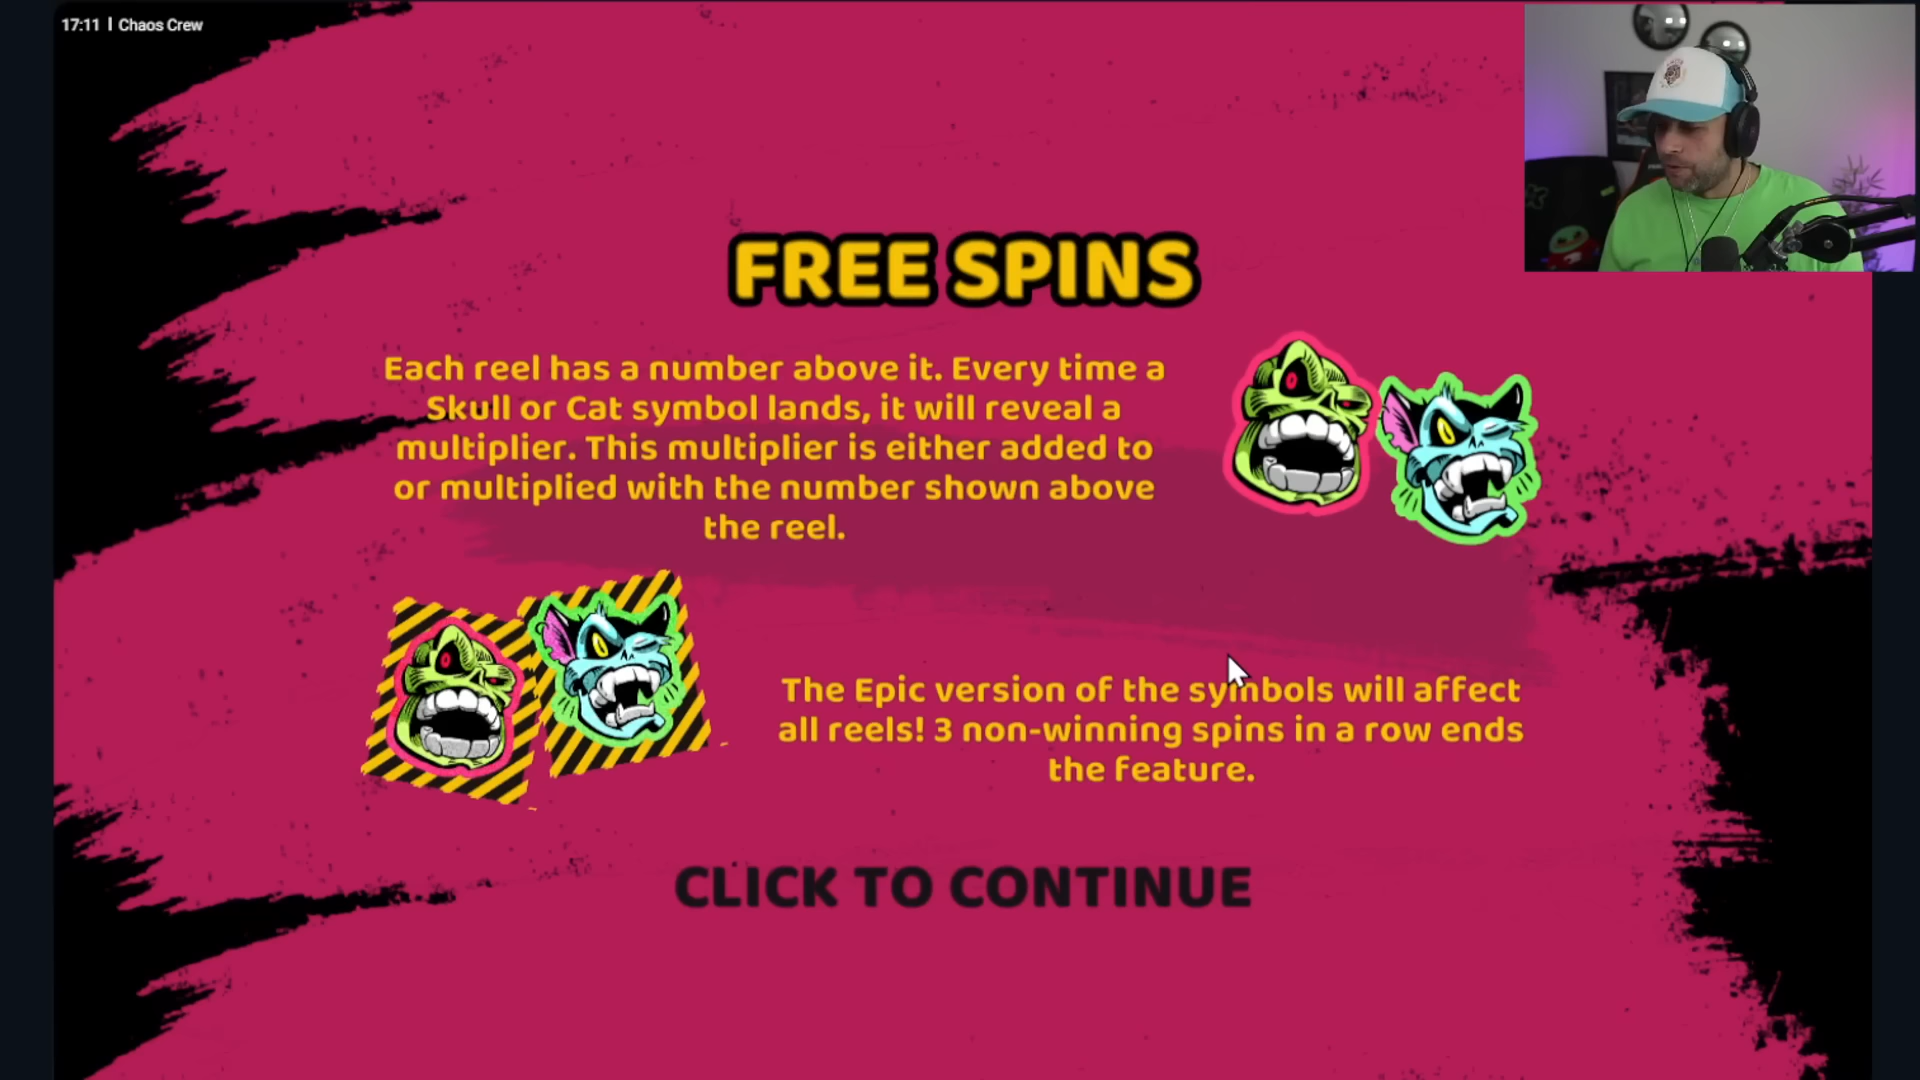 17:11 | Chaos Crew
FREE SPINS
Each reel has a number above it. Every time a
Skull or Cat symbol lands, it will reveal a
multiplier. This multiplier is either added to
or multiplied with the number shown above
the reel.
The Epic version of the symbols will affect
all reels! 3 non-winning spins in a row ends
the feature.
CLICK TO CONTINUE